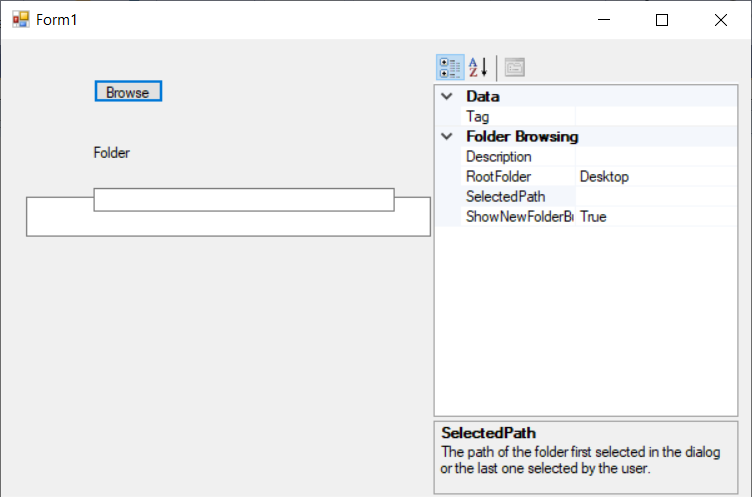 Form1
Browse
Folder
Data
Tag
Folder Browsing
Description
RootFolder Desktop
SelectedPath
ShowNewFolderBu True
SelectedPath
The path of the folder first selected in the dialog
or the last one selected by the user.